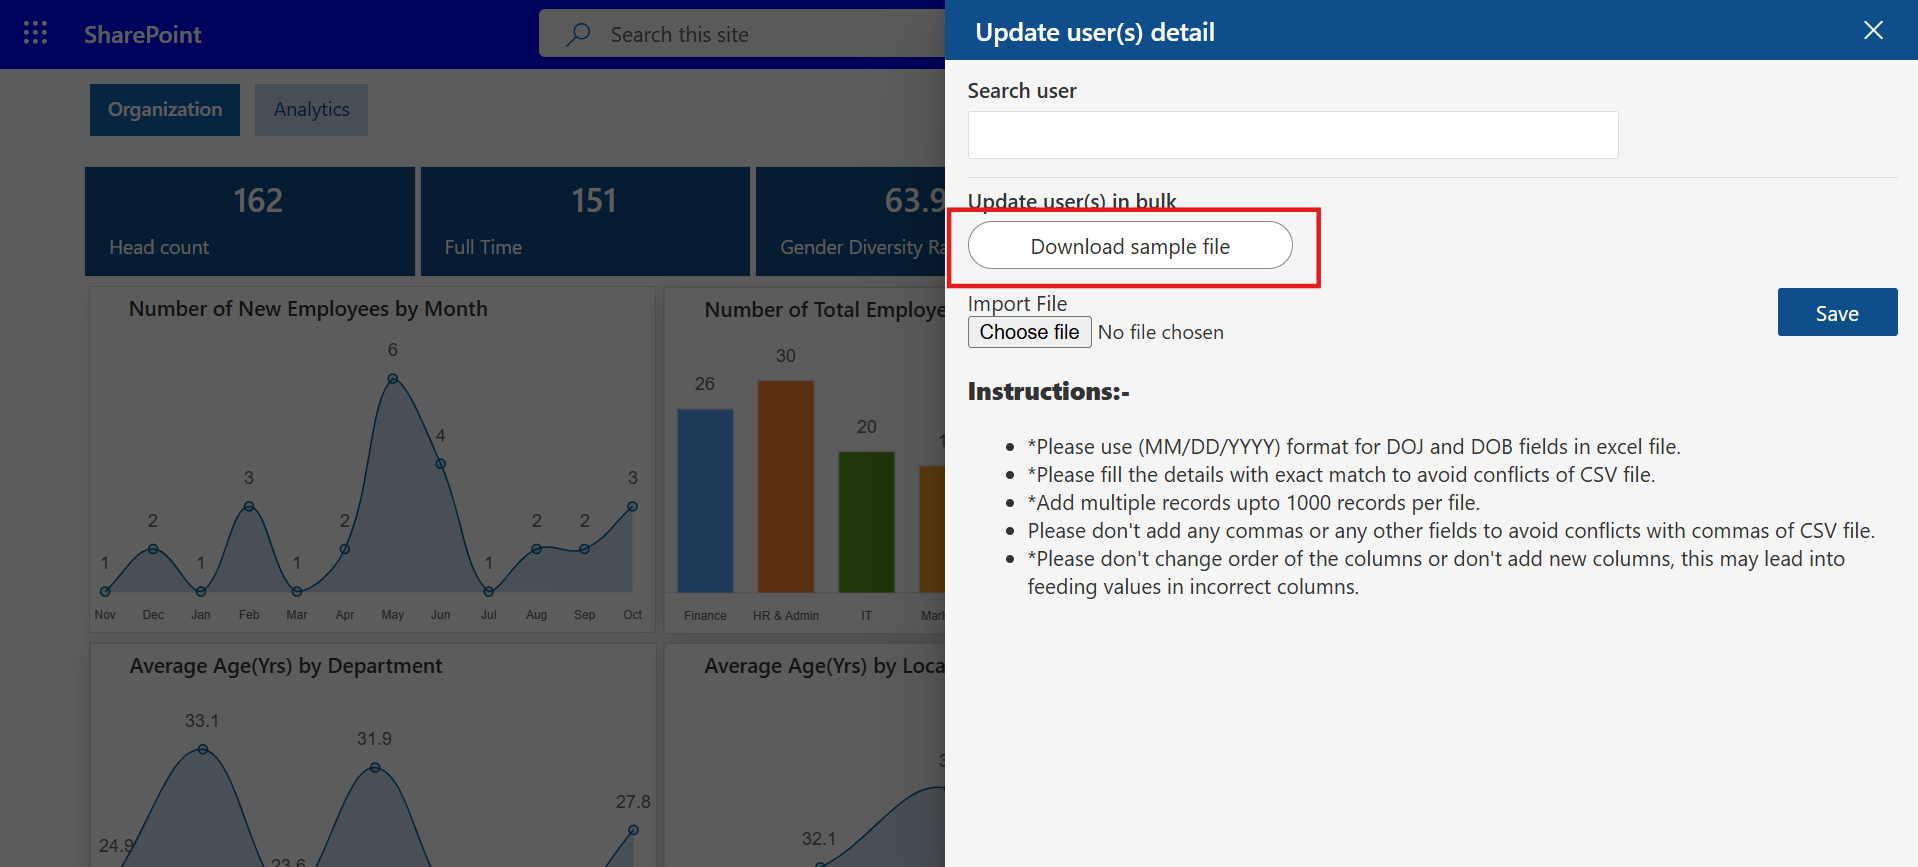 SharePoint
Search this site
Update user(s) detail
Organization
Analytics
Search user
162
Head count
151
Full Time
63.9
Gender Diversity
Update user(s) in bulk
Download sample file
Import File
Choose file No file chosen
Save
Instructions:-
*Please use (MM/DD/YYYY) format for DOJ and DOB fields in excel file.
*Please fill the details with exact match to avoid conflicts of CSV file.
*Add multiple records upto 1000 records per file.
Please don't add any commas or any other fields to avoid conflicts with commas of CSV file.
*Please don't change order of the columns or don't add new columns, this may lead into
feeding values in incorrect columns.
Number of New Employees by Month
1 2 1 3 1 2 6 4 1 2 2 3
Nov Dec Jan Feb Mar Apr May Jun Jul Aug Sep Oct
Number of Total
26 30 20
Finance HR & Admin IT
Average Age(Yrs) by Department
33.1
31.9
27.8
24.9
23.6
Average Age(Yrs) by
32.1